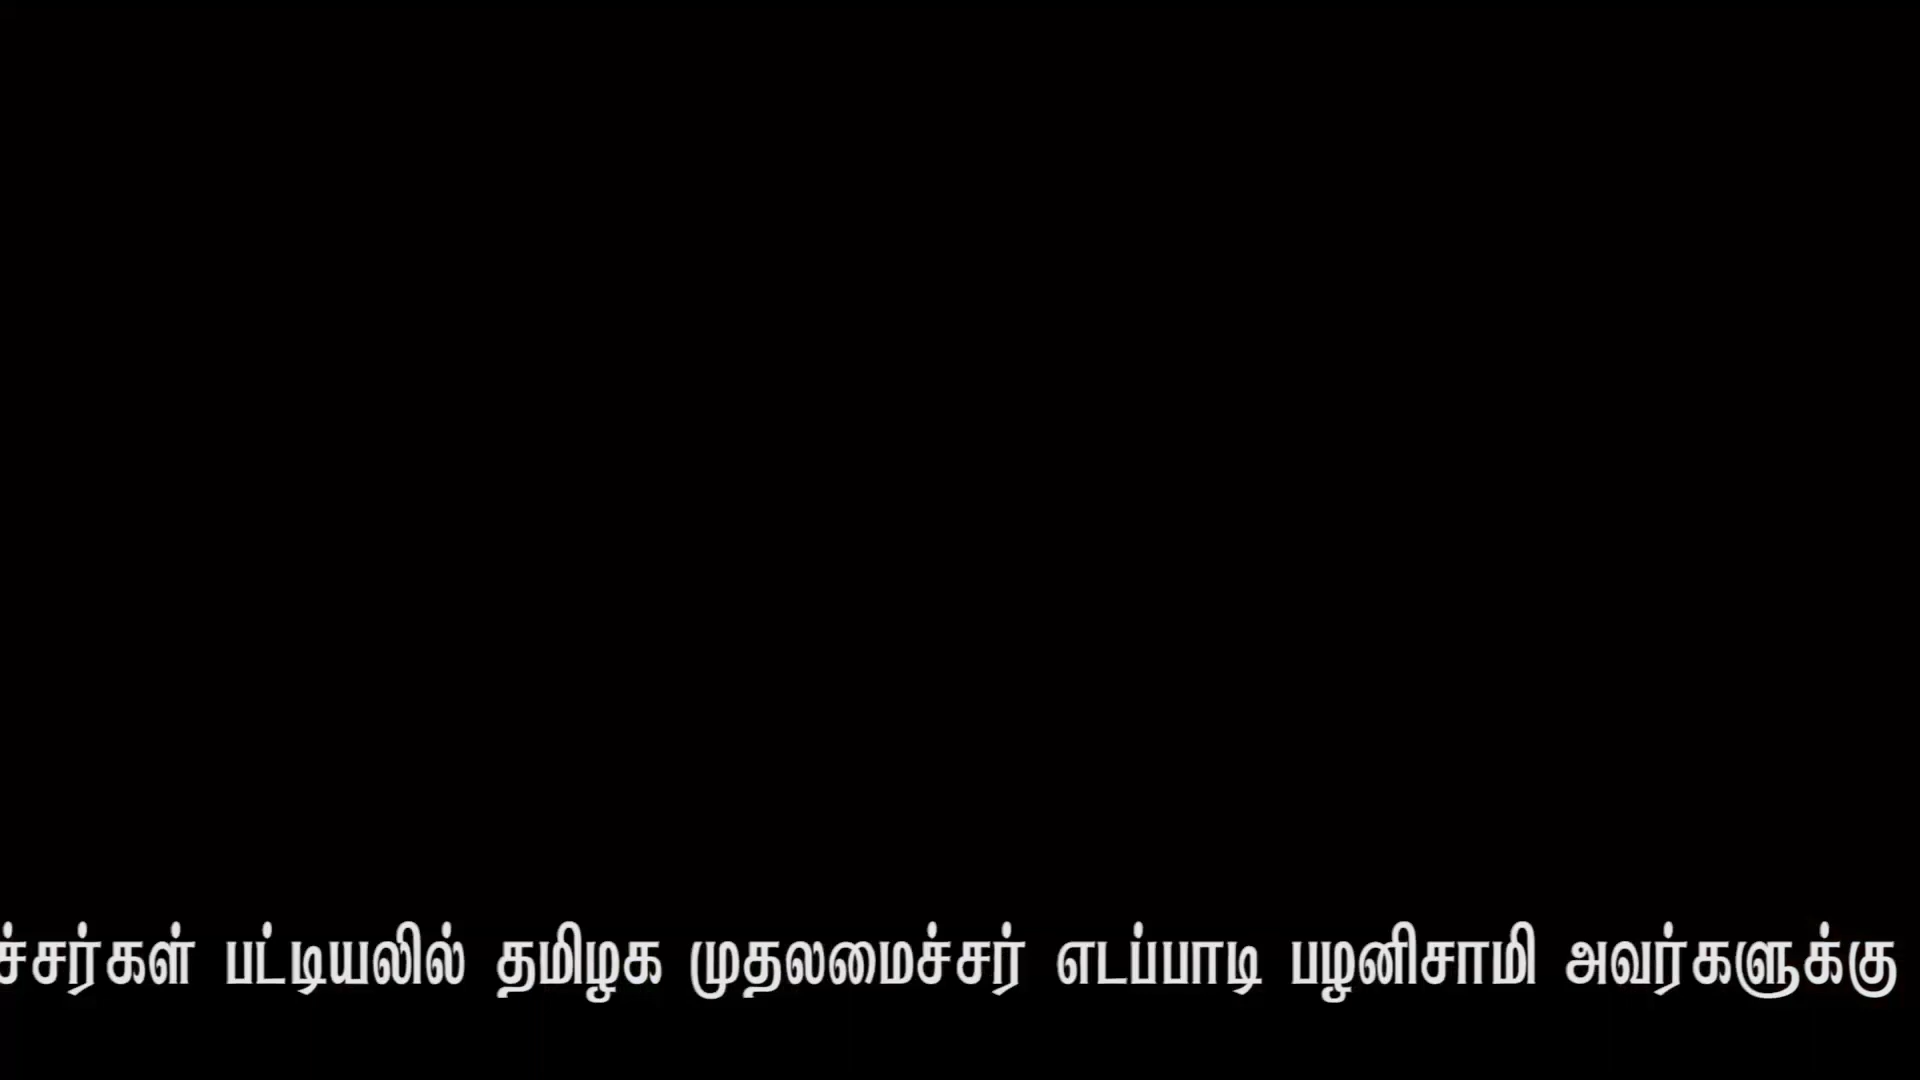 ச்சர்கள் பட்டியலில் தமிழக முதலமைச்சர் எடப்பாடி பழனிசாமி அவர்களுக்கு